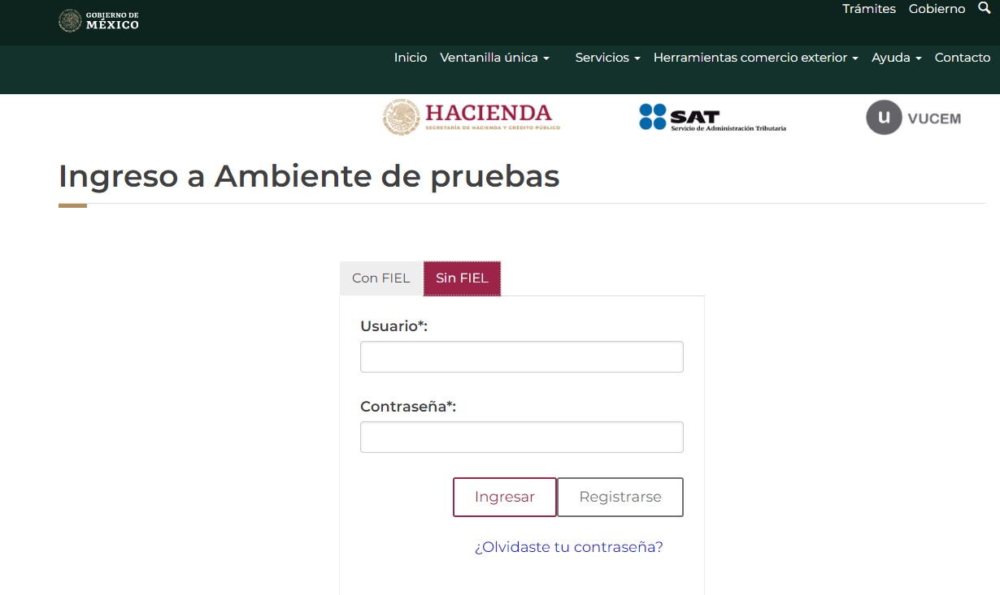 GOBIERNO DE
MÉXICO
Trámites Gobierno
Inicio Ventanilla única Servicios Herramientas comercio exterior Ayuda Contacto
HACIENDA
SECRETARÍA DE HACIENDA Y CRÉDITO PÚBLICO
SAT
Servicio de Administración Tributaria
u VUCEM
Ingreso a Ambiente de pruebas
Con FIEL Sin FIEL
Usuario*:
Contraseña*:
Ingresar Registrarse
¿Olvidaste tu contraseña?